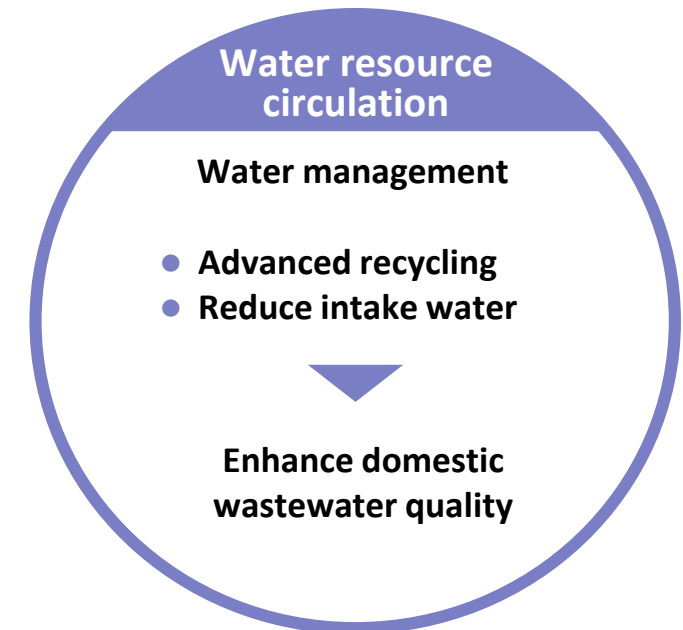 Water resource
circulation
Water management
● Advanced recycling
● Reduce intake water
Enhance domestic
wastewater quality